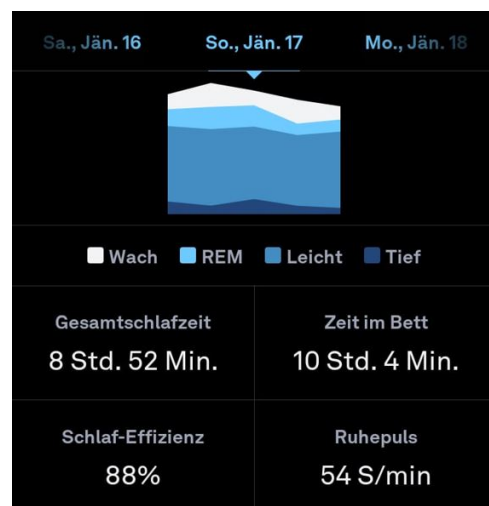 Sa., Jän. 16 So., Jän. 17 Mo., Jän. 18
Wach REM Leicht Tief
Gesamtschlafzeit Zeit im Bett
8 Std. 52 Min. 10 Std. 4 Min.
Schlaf-Effizienz Ruhepuls
88% 54 S/min